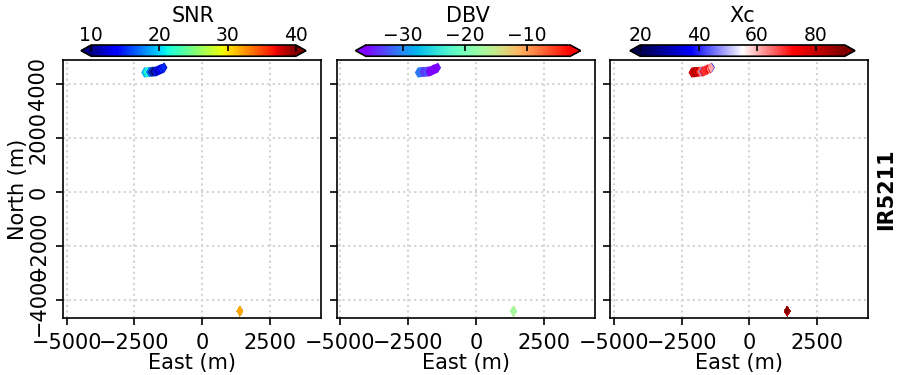 SNR DBV Xc
10 20 30 40 −30 −20 −10 20 40 60 80
North (m)
4000
2000
0
−2000
−4000
IR5211
−5000 −2500 0 2500 −5000 −2500 0 2500 −5000 −2500 0 2500
East (m) East (m) East (m)